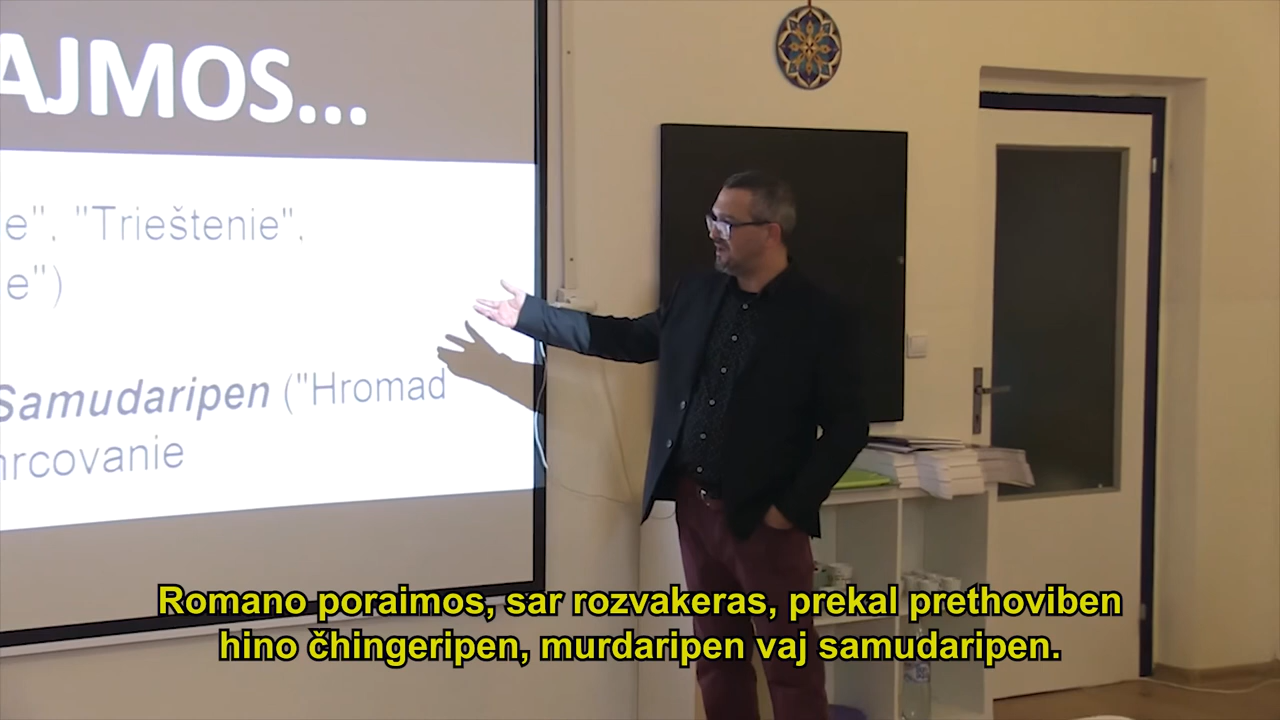 AJMOS...
e", "Trieštenie",
e")
Samudaripen ("Hromad
hrcovanie
Romano poraimos, sar rozvakeras, prekal prethoviben
hino čhingeripen, murdaripen vaj samudaripen.